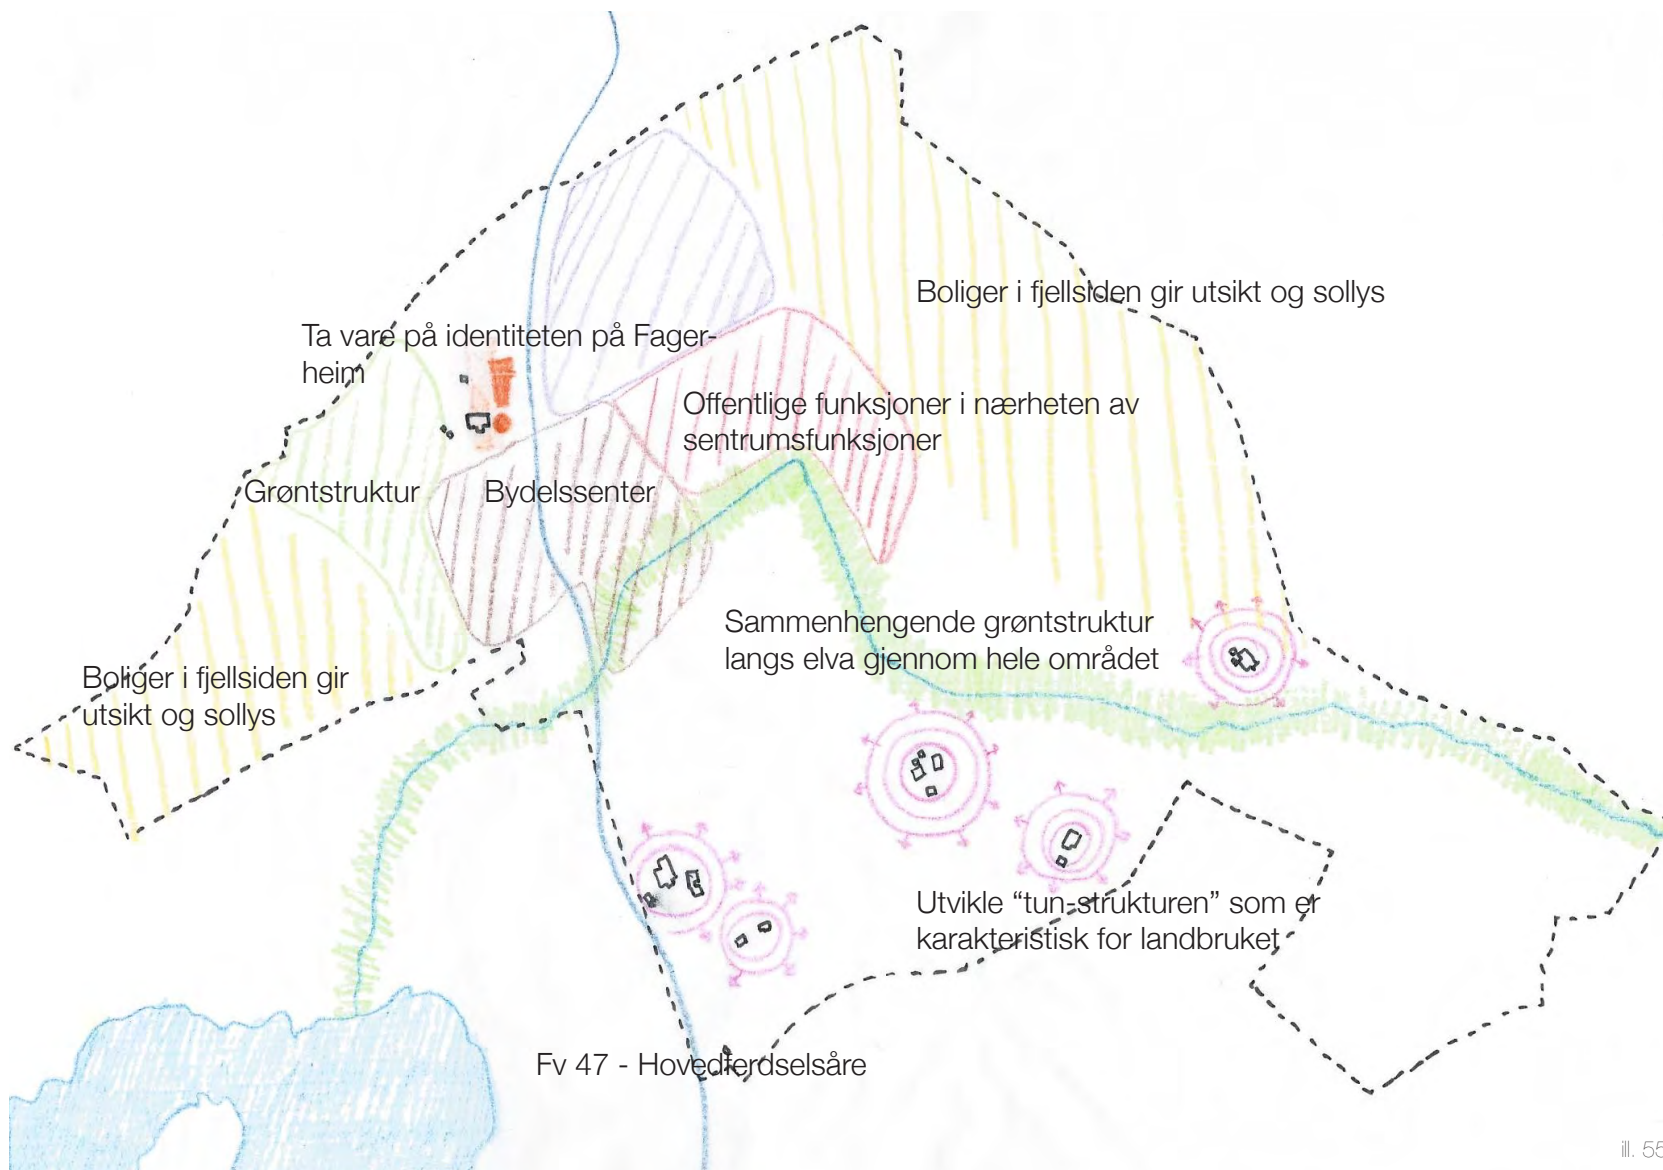 Boliger i fjellsiden gir utsikt og sollys
Ta vare på identiteten på Fager-
heim
Offentlige funksjoner i nærheten av
sentrumsfunksjoner
Grøntstruktur
Bydelssenter
Sammenhengende grøntstruktur
langs elva gjennom hele området
Boliger i fjellsiden gir
utsikt og sollys
Utvikle “tun-strukturen” som er
karakteristisk for landbruket
Fv 47 - Hovedferdselsåre
ill. 55